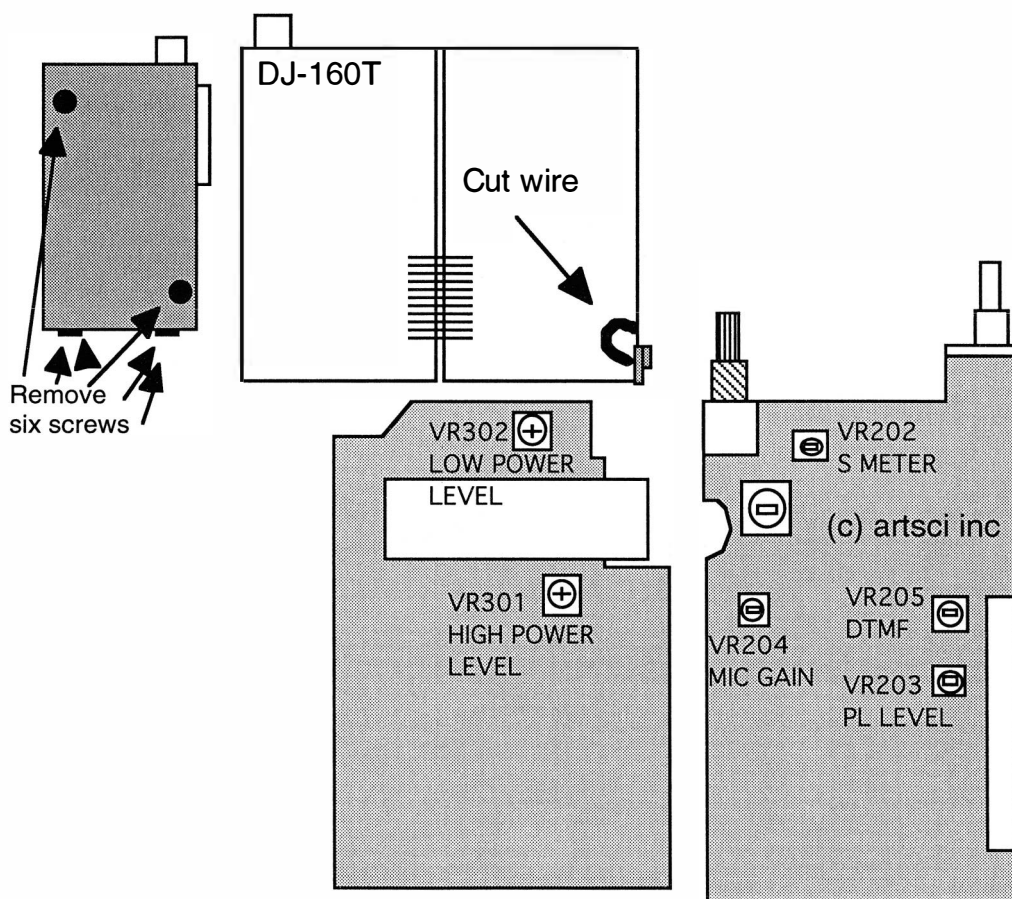 DJ-160T
Cut wire
Remove
six screws
VR302
LOW POWER
LEVEL
VR301
HIGH POWER
LEVEL
VR202
S METER
(c) artsci inc
VR205
DTMF
VR204
MIC GAIN
VR203
PL LEVEL